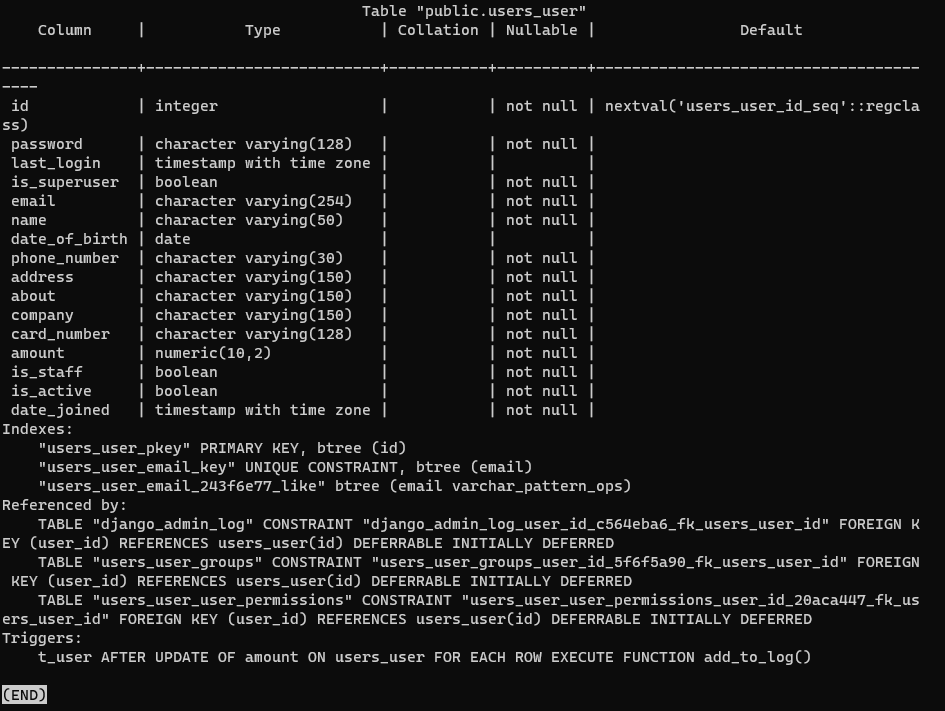 Table "public.users_user"
    Column     |           Type           | Collation | Nullable |                Default
---------------+--------------------------+-----------+----------+------------------------------------
----
 id            | integer                  |           | not null | nextval('users_user_id_seq'::regcla
ss)
 password      | character varying(128)   |           | not null |
 last_login    | timestamp with time zone |           |          |
 is_superuser  | boolean                  |           | not null |
 email         | character varying(254)   |           | not null |
 name          | character varying(50)    |           | not null |
 date_of_birth | date                     |           |          |
 phone_number  | character varying(30)    |           | not null |
 address       | character varying(150)   |           | not null |
 about         | character varying(150)   |           | not null |
 company       | character varying(150)   |           | not null |
 card_number   | character varying(128)   |           | not null |
 amount        | numeric(10,2)            |           | not null |
 is_staff      | boolean                  |           | not null |
 is_active     | boolean                  |           | not null |
 date_joined   | timestamp with time zone |           | not null |
Indexes:
    "users_user_pkey" PRIMARY KEY, btree (id)
    "users_user_email_key" UNIQUE CONSTRAINT, btree (email)
    "users_user_email_243f6e77_like" btree (email varchar_pattern_ops)
Referenced by:
    TABLE "django_admin_log" CONSTRAINT "django_admin_log_user_id_c564eba6_fk_users_user_id" FOREIGN K
EY (user_id) REFERENCES users_user(id) DEFERRABLE INITIALLY DEFERRED
    TABLE "users_user_groups" CONSTRAINT "users_user_groups_user_id_5f6f5a90_fk_users_user_id" FOREIGN
 KEY (user_id) REFERENCES users_user(id) DEFERRABLE INITIALLY DEFERRED
    TABLE "users_user_user_permissions" CONSTRAINT "users_user_user_permissions_user_id_20aca447_fk_us
ers_user_id" FOREIGN KEY (user_id) REFERENCES users_user(id) DEFERRABLE INITIALLY DEFERRED
Triggers:
    t_user AFTER UPDATE OF amount ON users_user FOR EACH ROW EXECUTE FUNCTION add_to_log()

(END)